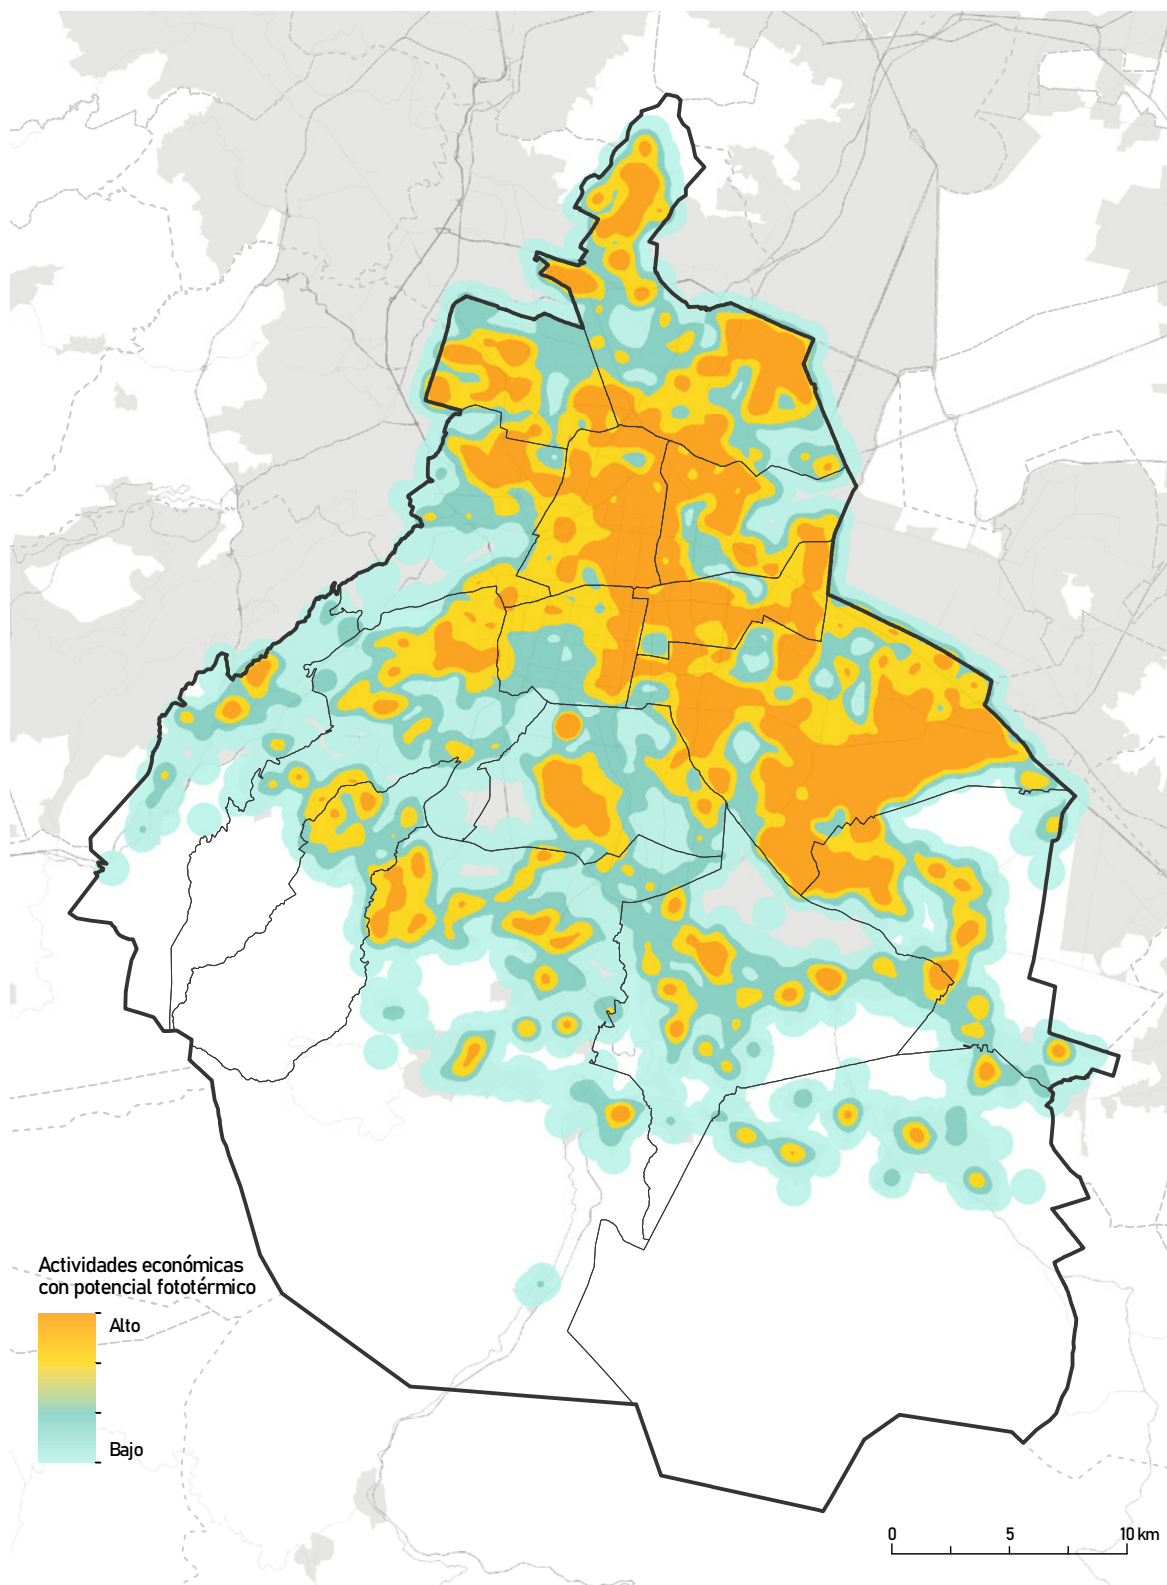 Actividades económicas
con potencial fototérmico
Alto
Bajo
0 5 10 km